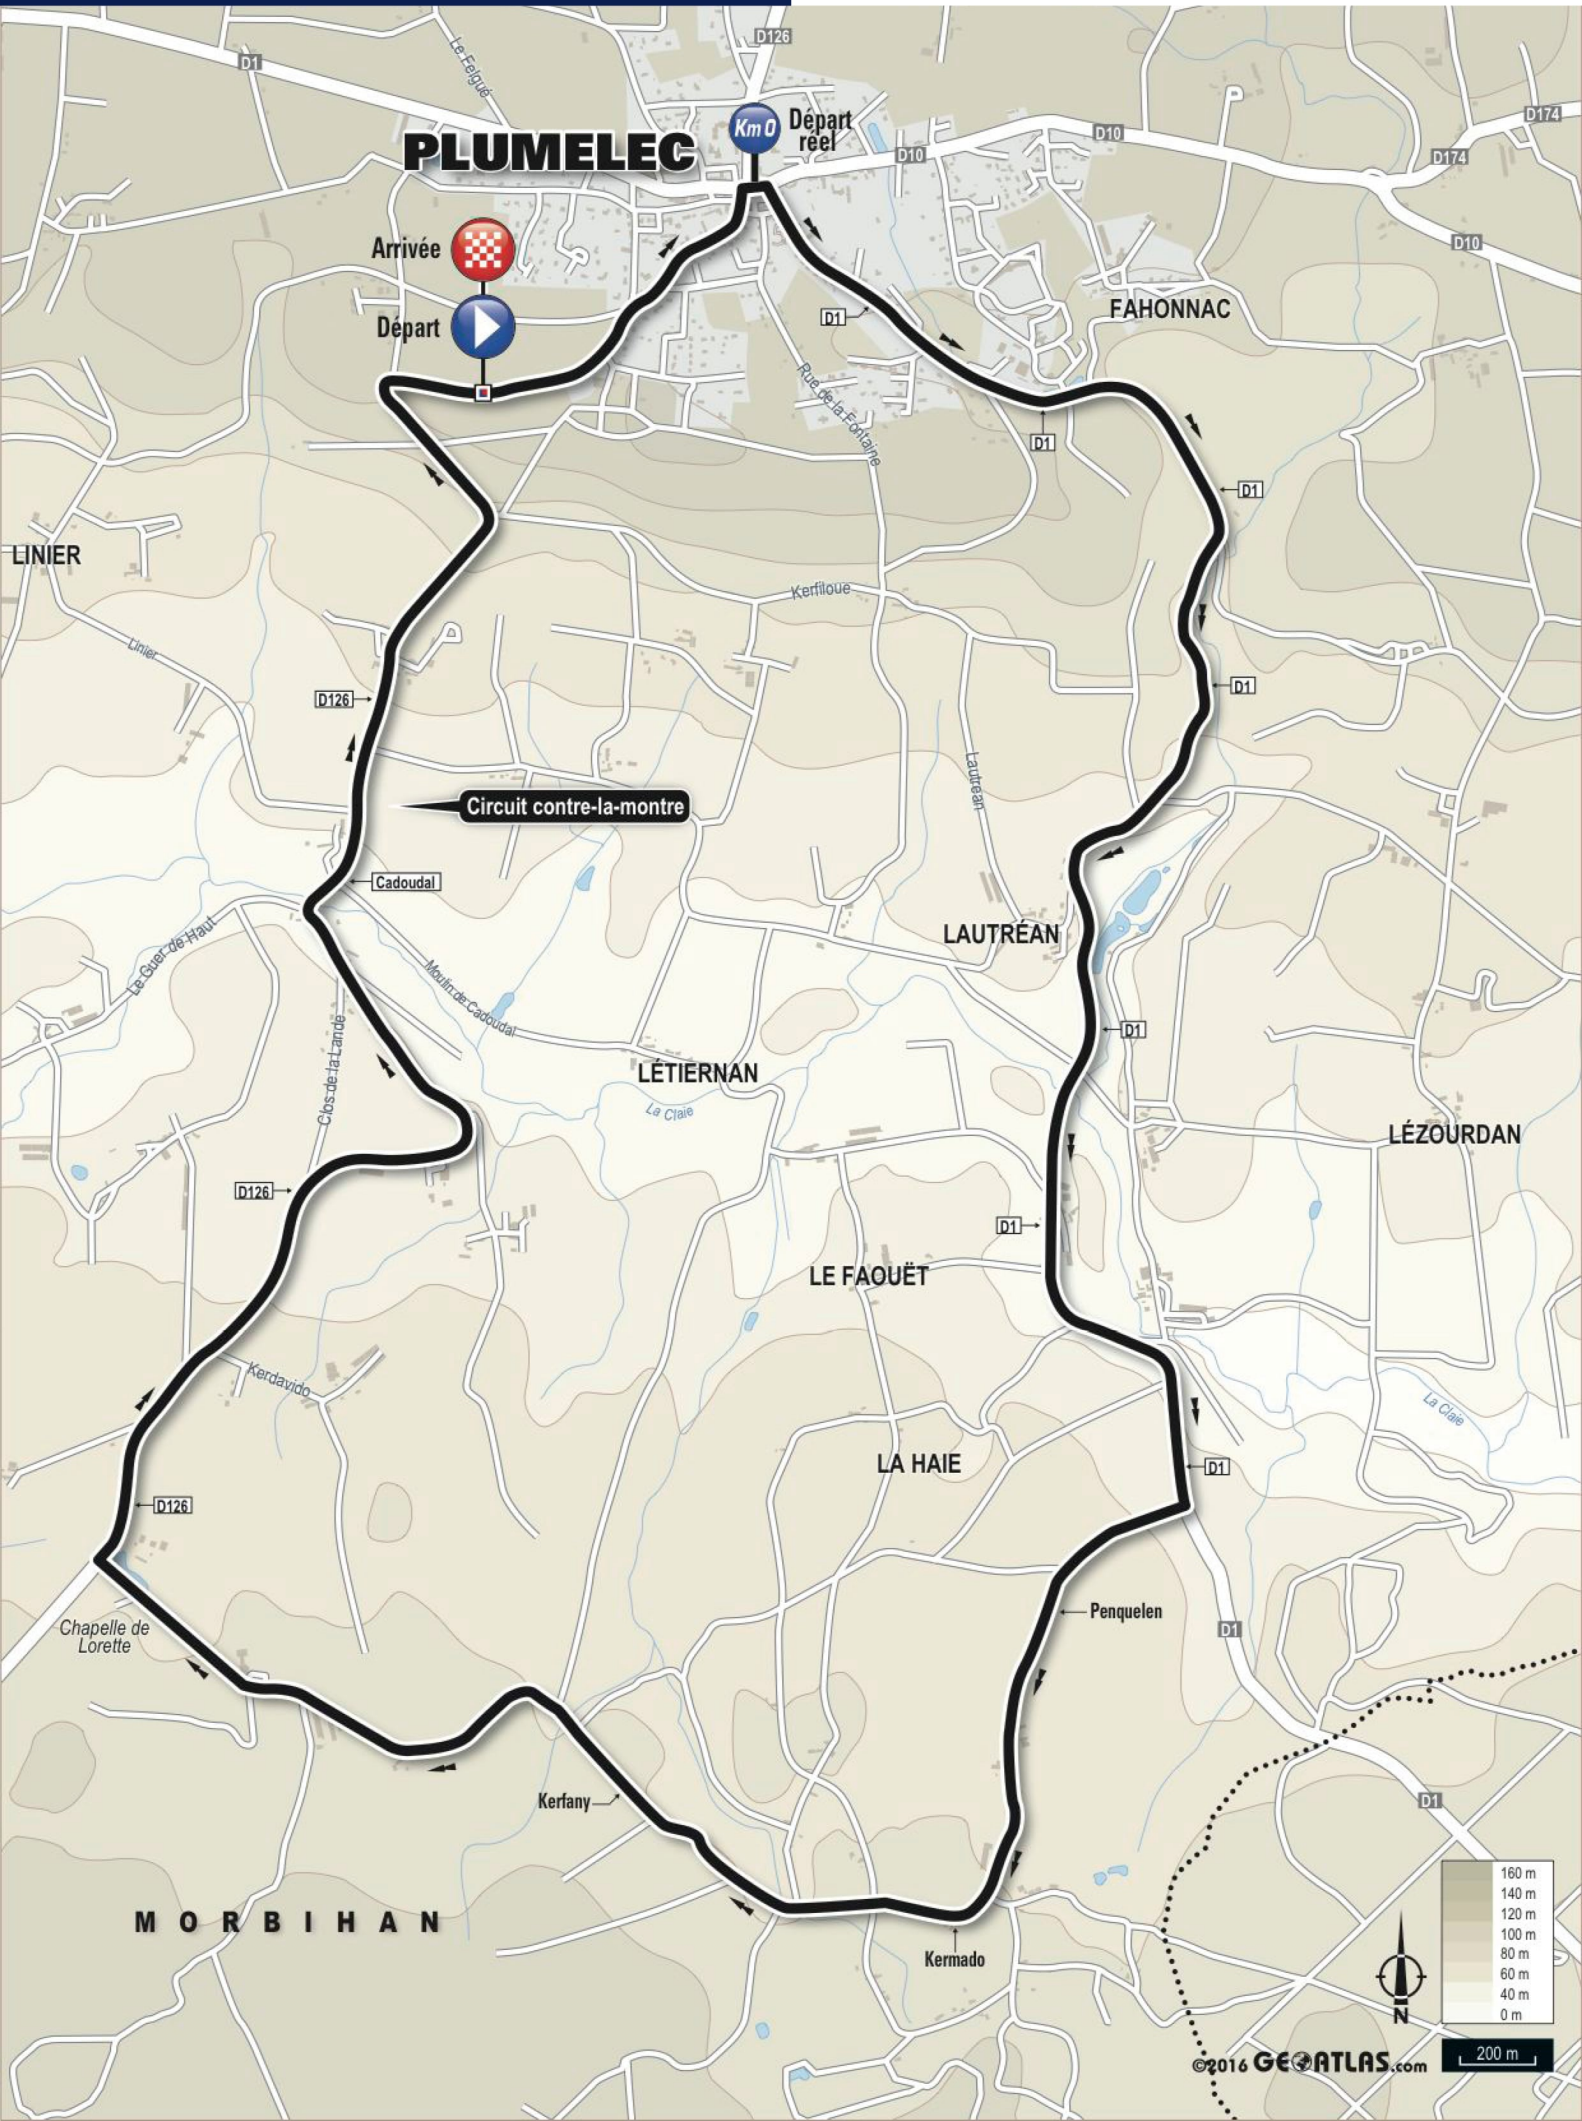 D126
D1
Le Felgué
Km 0
Départ
réel
D174
D10
D10
D174
PLUMELEC
D10
Arrivée
Départ
FAHONNAC
D1
Rue de la Fontaine
D1
D1
LINIER
Kerfiloue
Linier
D126
D1
Lautrean
Circuit contre-la-montre
Cadoudal
Le Guer de Haut
LAUTRÉAN
Moulin de Cadoudal
Clos de la Lande
D1
LÉTIERNAN
La Claie
LÉZOURDAN
D126
D1
LE FAOUËT
Kerdavido
La Claie
LA HAIE
D1
D126
Penquelen
Chapelle de
Lorette
D1
Kerfany
D1
MORBIHAN
Kermado
160 m
140 m
120 m
100 m
80 m
60 m
40 m
0 m
N
©2016 GEOATLAS.com
200 m